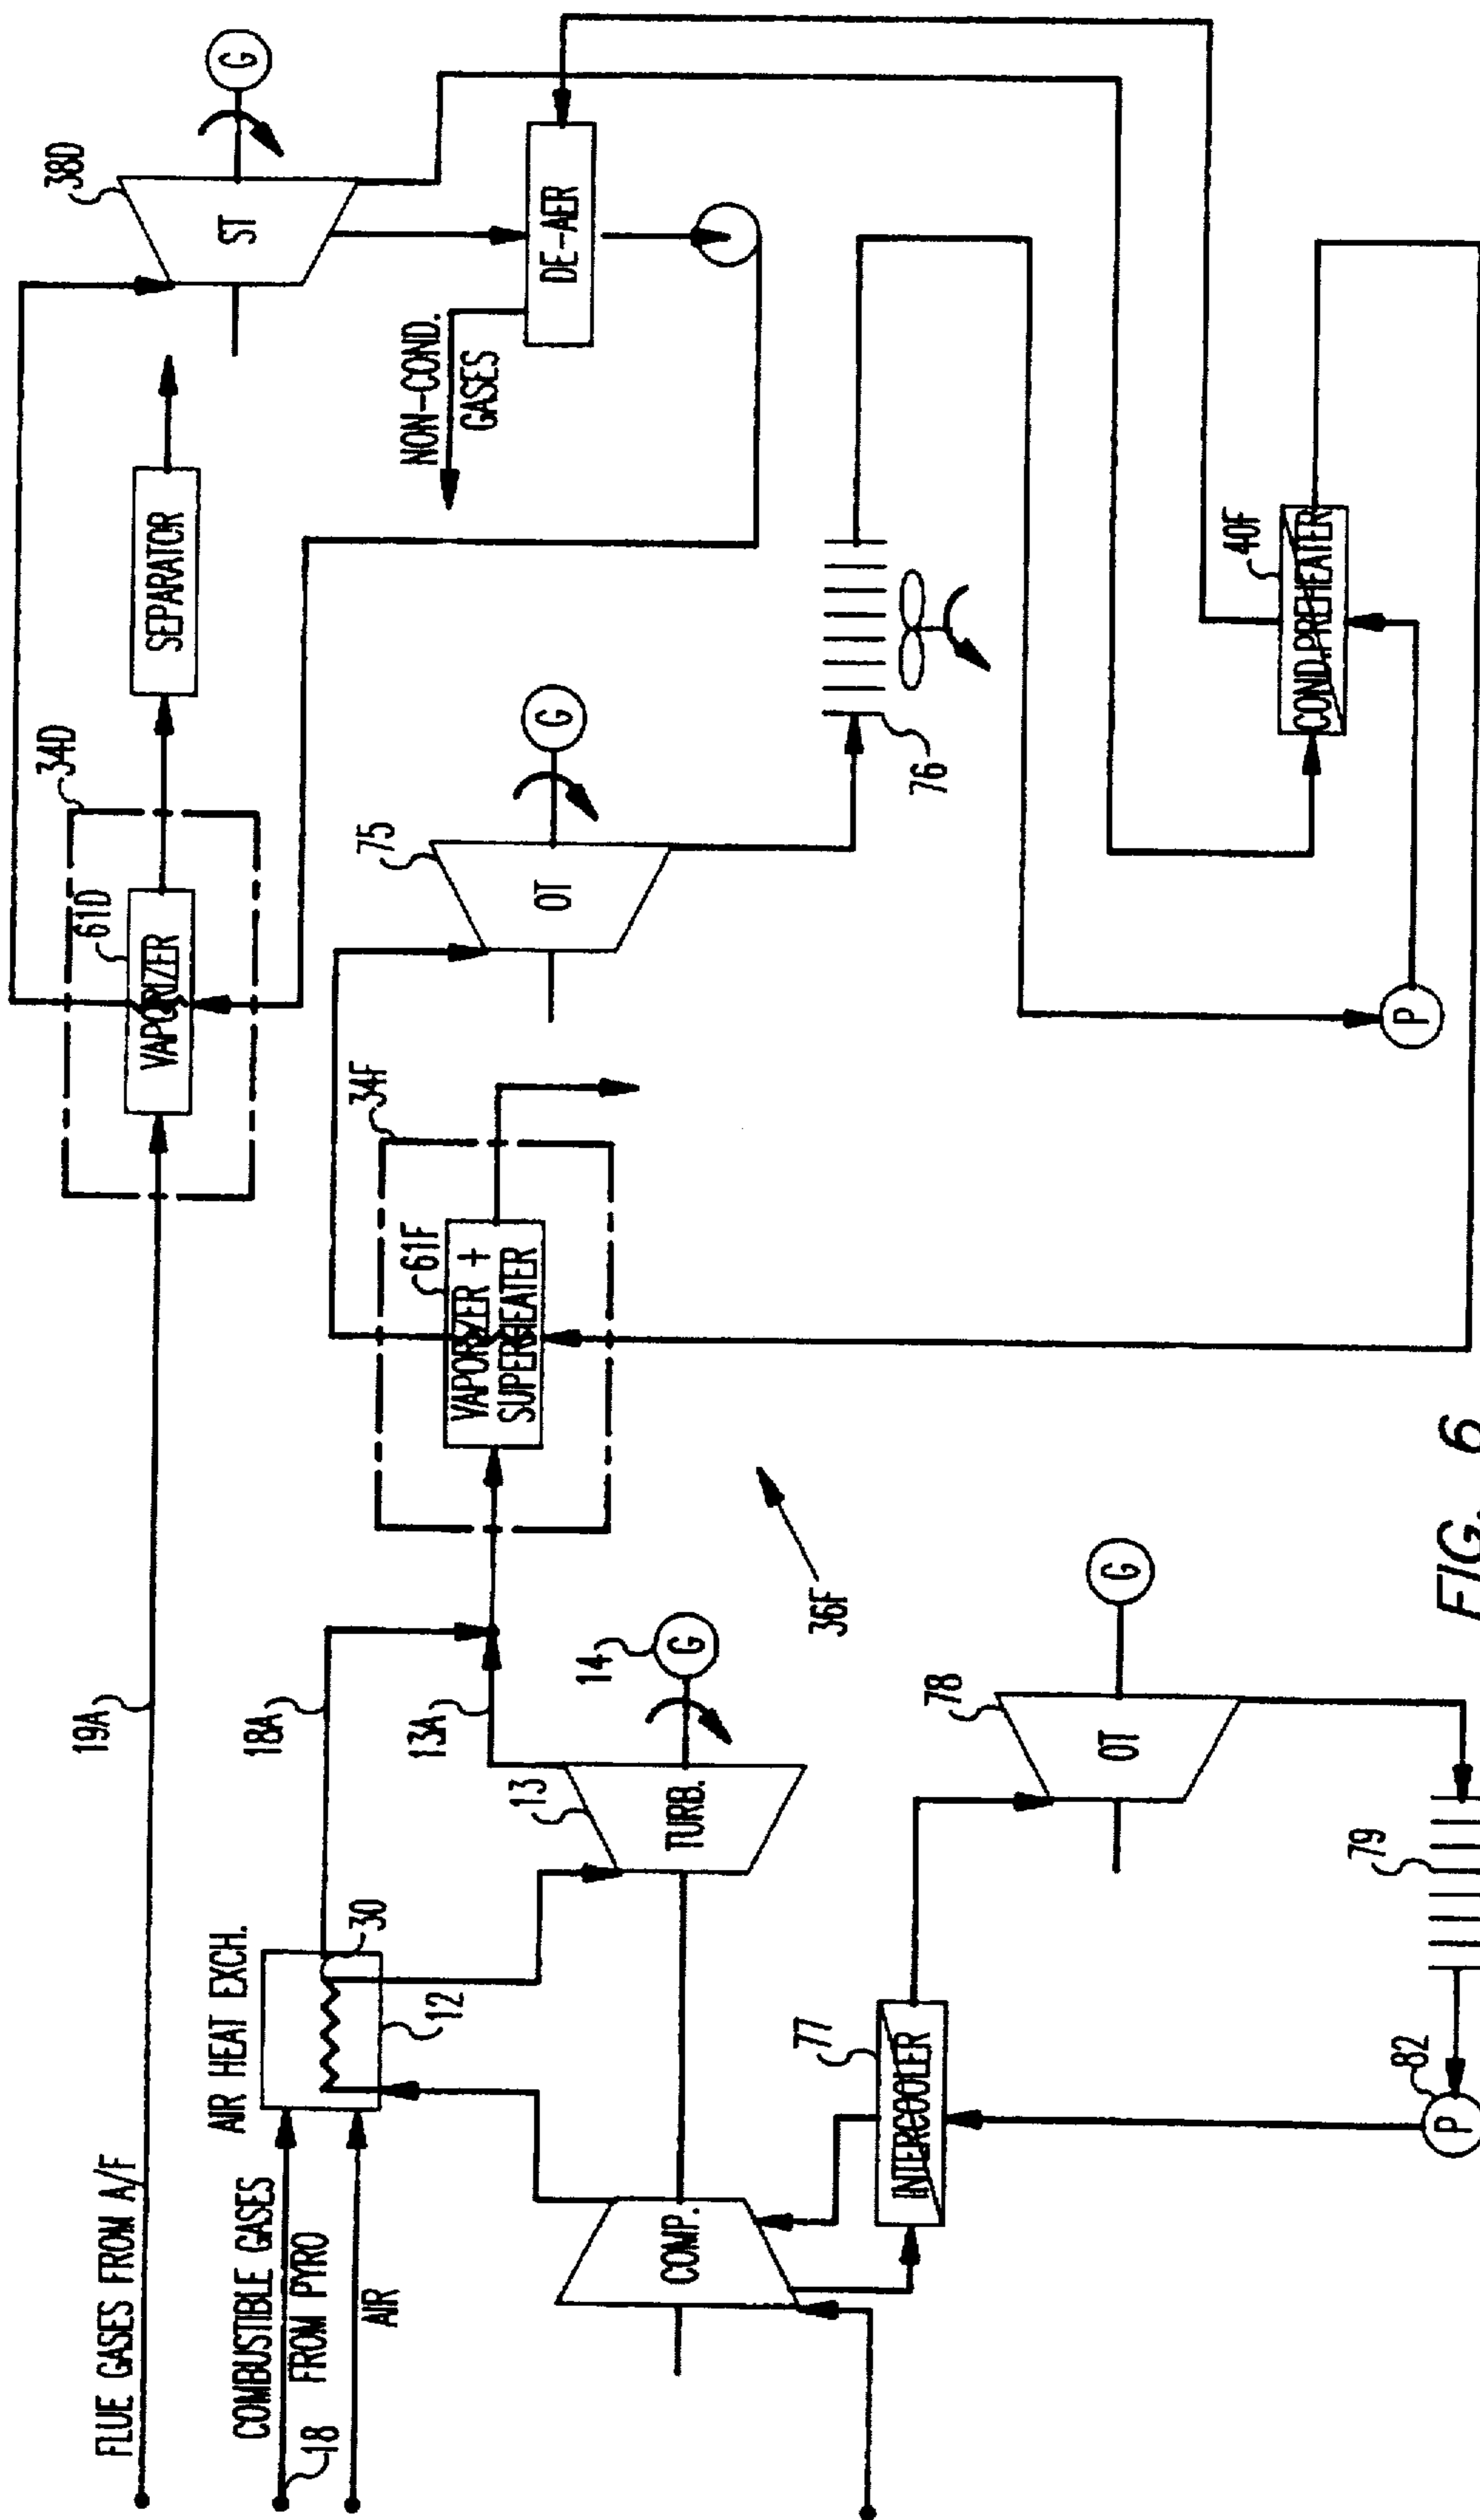 FLUE GASES FROM A/F
19A
34D
61D
VAPORIZER
SEPARATOR
38D
ST
G
COMBUSTIBLE GASES
FROM PYRO
18
AIR
AIR HEAT EXCH.
30
12
18A
13A
13
TURB.
14
G
COMP.
34F
61F
VAPORIZER +
SUPERHEATER
36F
75
OT
G
NON-COND.
GASES
DE-AER
76
77
INTERCOOLER
78
OT
G
79
82
P
P
40F
COND.PREHEATER
FIG. 6